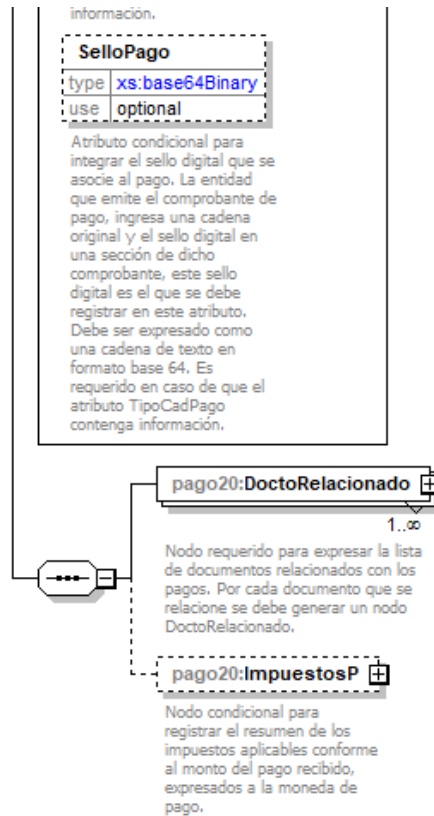 información.
SelloPago
type xs:base64Binary
use optional
Atributo condicional para
integrar el sello digital que se
asocie al pago. La entidad
que emite el comprobante de
pago, ingresa una cadena
original y el sello digital en
una sección de dicho
comprobante, este sello
digital es el que se debe
registrar en este atributo.
Debe ser expresado como
una cadena de texto en
formato base 64. Es
requerido en caso de que el
atributo TipoCadPago
contenga información.
pago20:DoctoRelacionado
1..∞
Nodo requerido para expresar la lista
de documentos relacionados con los
pagos. Por cada documento que se
relacione se debe generar un nodo
DoctoRelacionado.
pago20:ImpuestosP
Nodo condicional para
registrar el resumen de los
impuestos aplicables conforme
al monto del pago recibido,
expresados a la moneda de
pago.